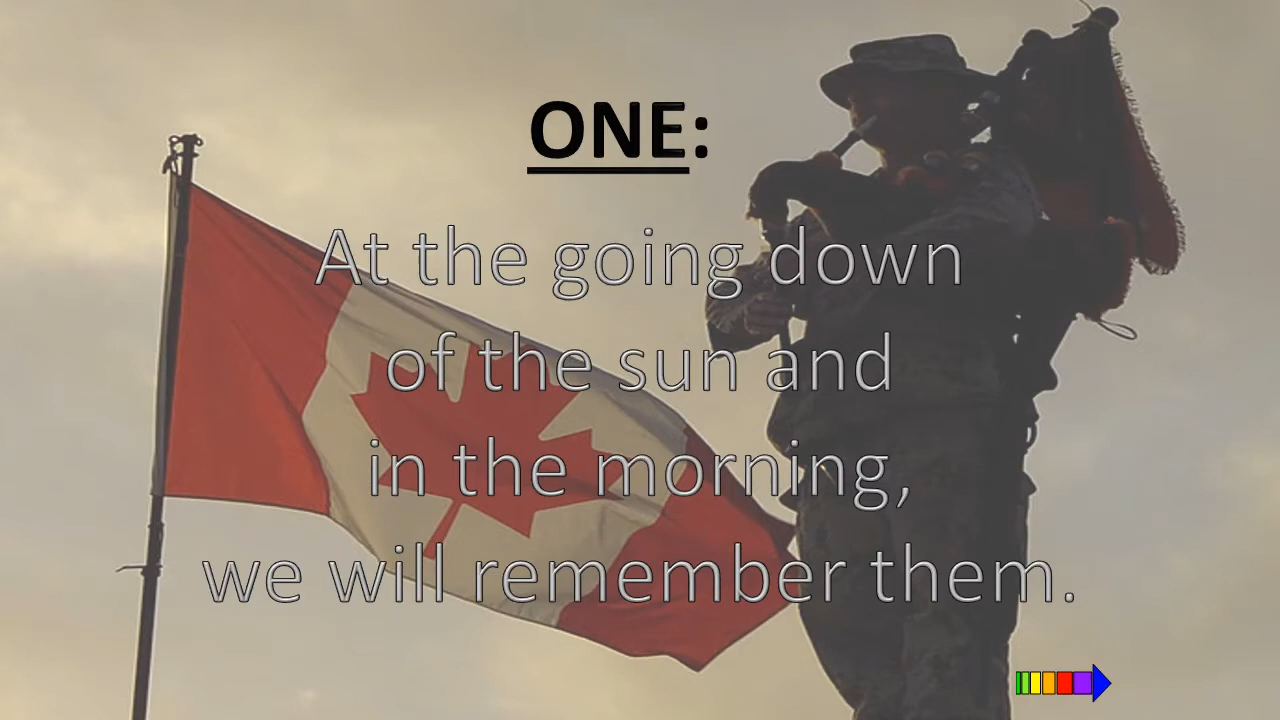 ONE:
At the going down
of the sun and
in the morning,
we will remember them.